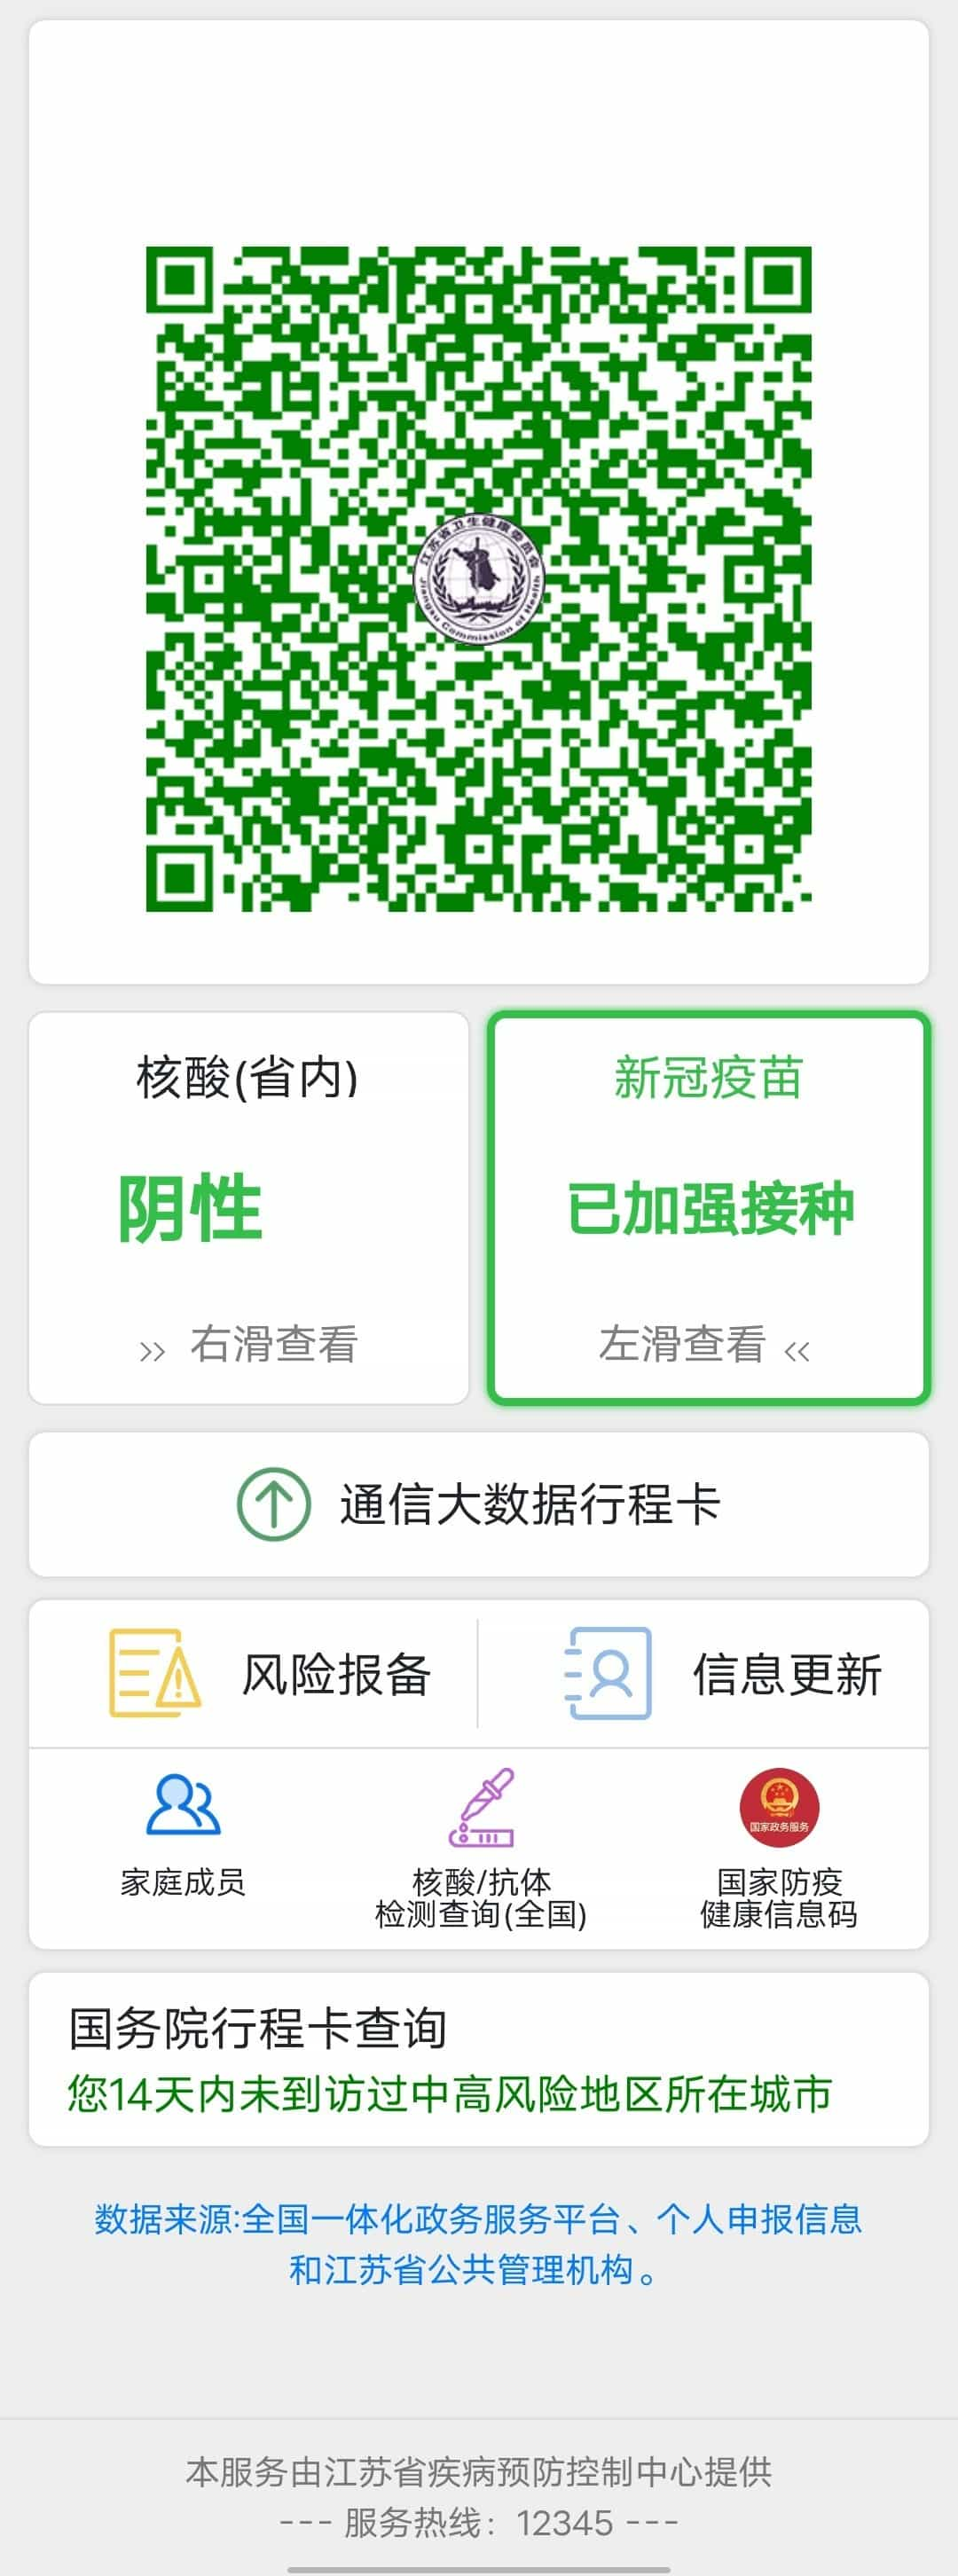 江苏省卫生健康委员会
Jiangsu Commission of Health
核酸(省内)
新冠疫苗
阴性
已加强接种
>> 右滑查看
左滑查看 <<
通信大数据行程卡
风险报备
信息更新
国家政务服务
家庭成员
核酸/抗体
检测查询(全国)
国家防疫
健康信息码
国务院行程卡查询
您14天内未到访过中高风险地区所在城市
数据来源:全国一体化政务服务平台、个人申报信息
和江苏省公共管理机构。
本服务由江苏省疾病预防控制中心提供
--- 服务热线：12345 ---